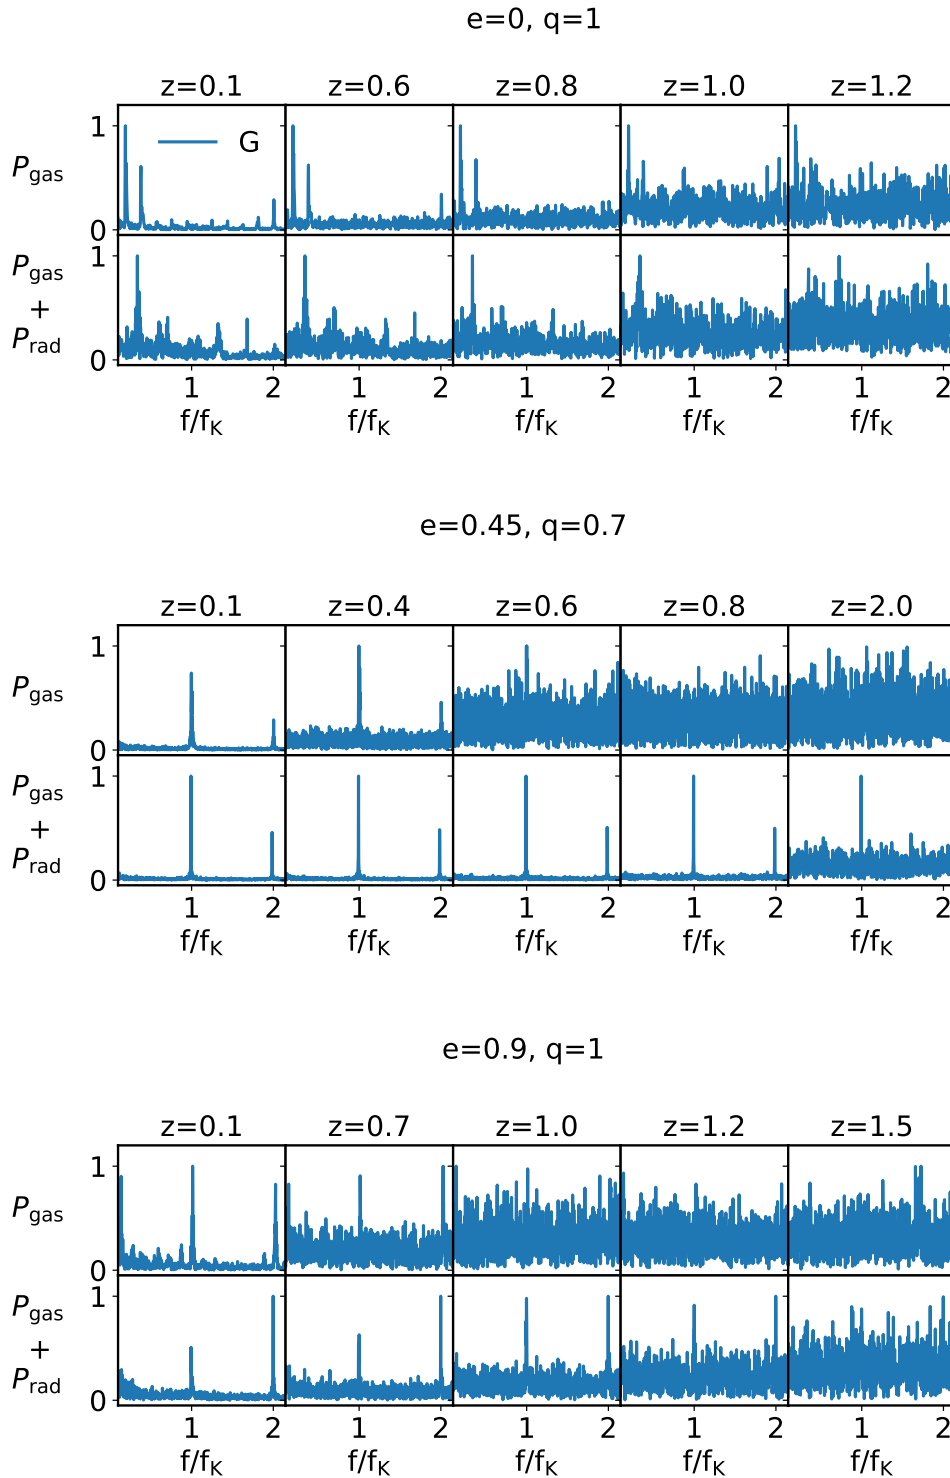 e=0, q=1
z=0.1 z=0.6 z=0.8 z=1.0 z=1.2
1 G
P_gas
0
P_gas 1
+
P_rad 0
1 2 1 2 1 2 1 2 1 2
f/f_K f/f_K f/f_K f/f_K f/f_K
e=0.45, q=0.7
z=0.1 z=0.4 z=0.6 z=0.8 z=2.0
1
P_gas
0
P_gas 1
+
P_rad 0
1 2 1 2 1 2 1 2 1 2
f/f_K f/f_K f/f_K f/f_K f/f_K
e=0.9, q=1
z=0.1 z=0.7 z=1.0 z=1.2 z=1.5
1
P_gas
0
P_gas 1
+
P_rad 0
1 2 1 2 1 2 1 2 1 2
f/f_K f/f_K f/f_K f/f_K f/f_K